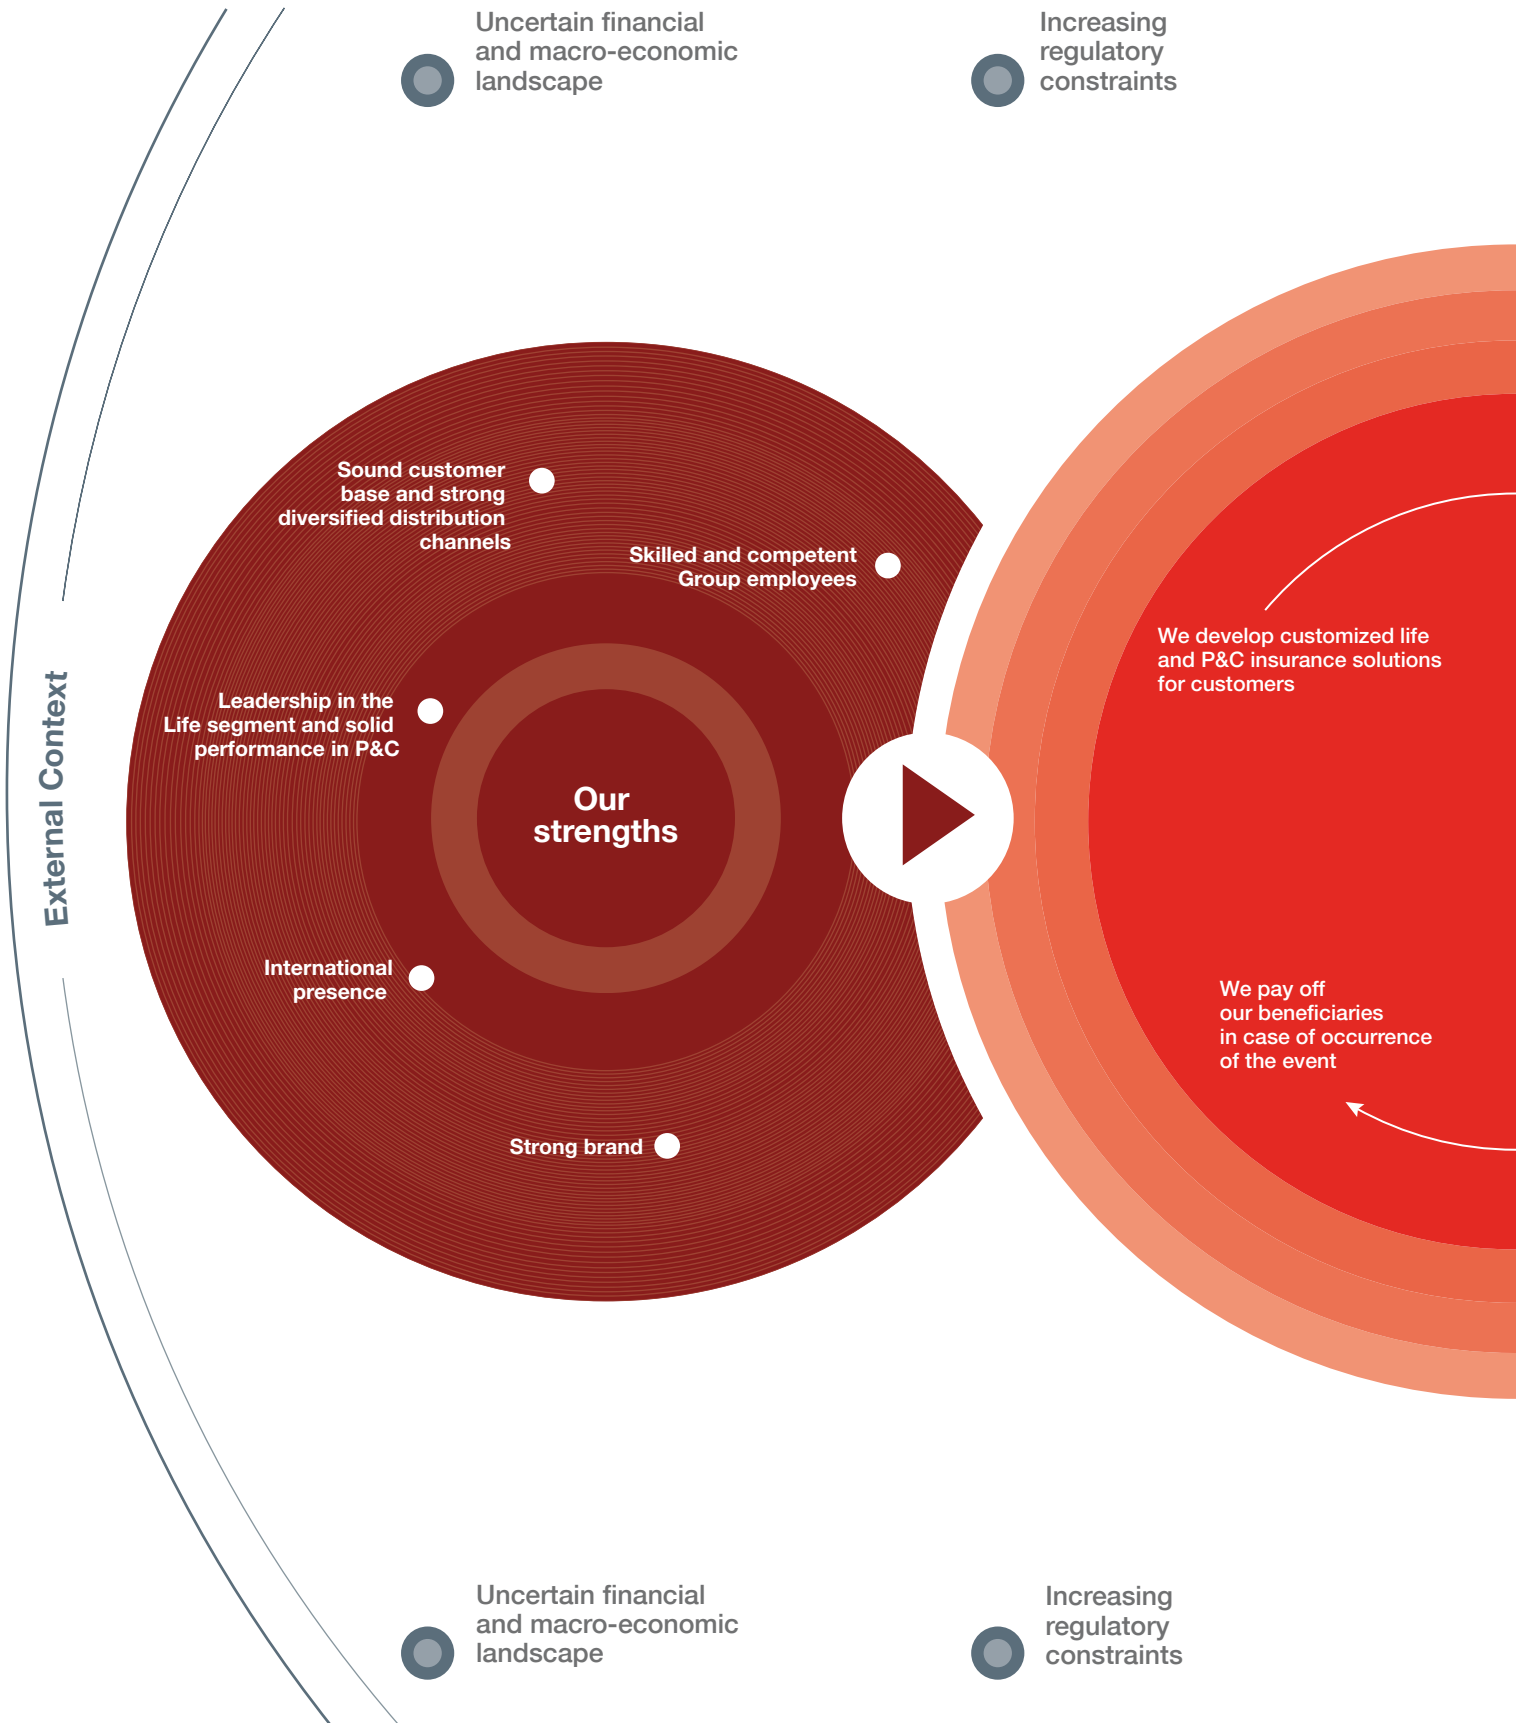 Uncertain financial
and macro-economic
landscape
Increasing
regulatory
constraints
External Context
Sound customer
base and strong
diversified distribution
channels
Skilled and competent
Group employees
Leadership in the
Life segment and solid
performance in P&C
Our
strengths
International
presence
Strong brand
We develop customized life
and P&C insurance solutions
for customers
We pay off
our beneficiaries
in case of occurrence
of the event
Uncertain financial
and macro-economic
landscape
Increasing
regulatory
constraints